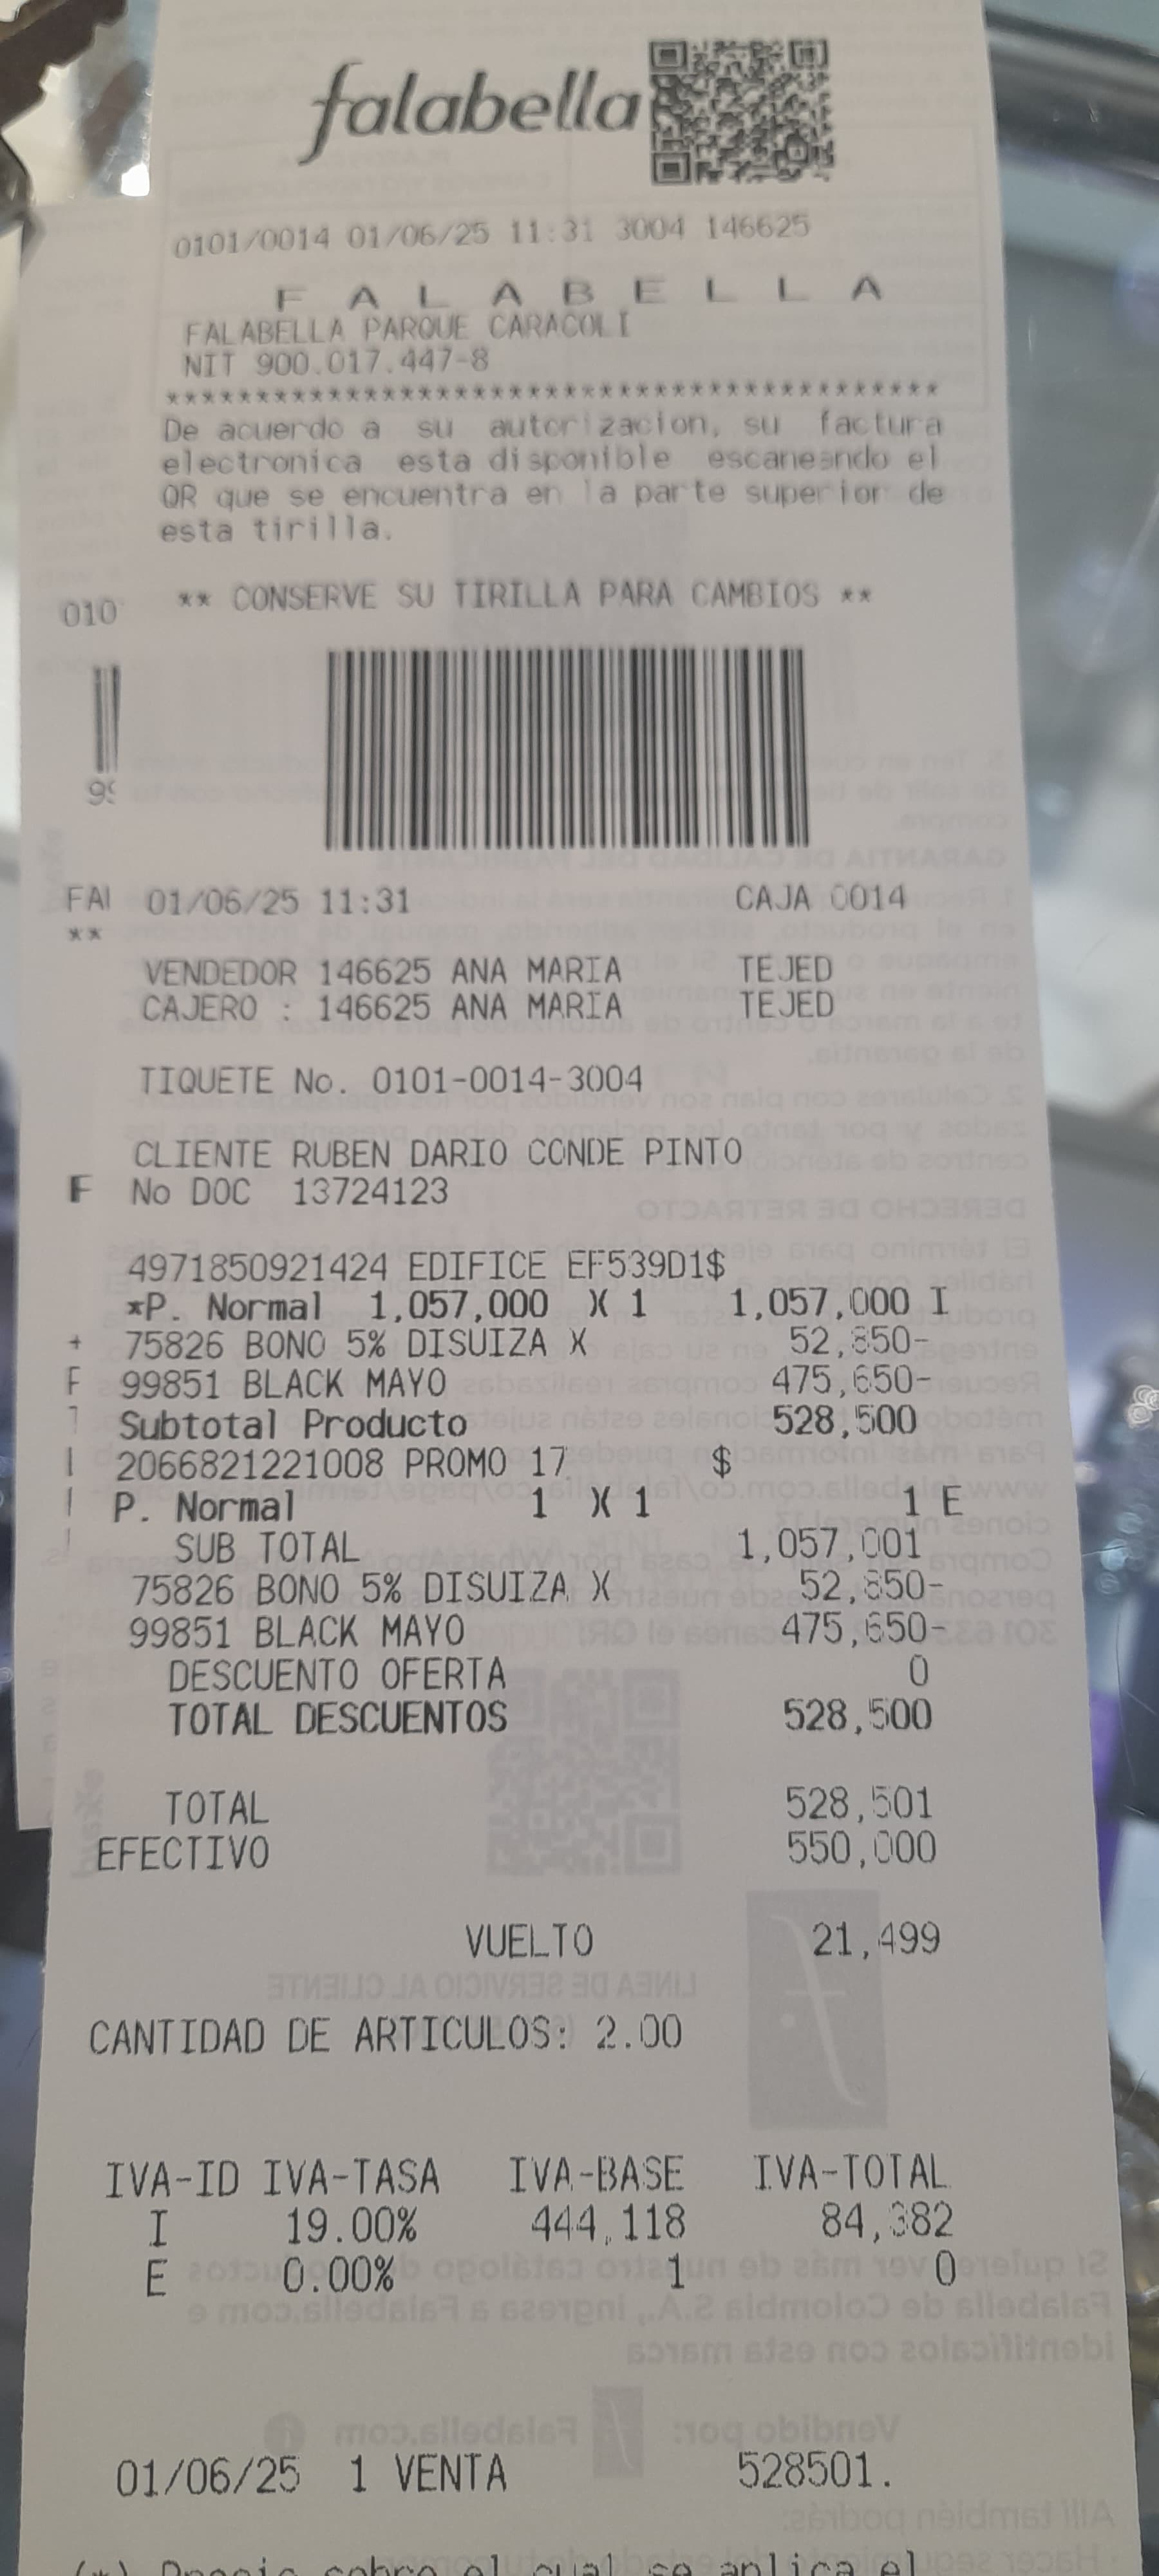 falabella
0101/0014 01/06/25 11:31 3004 146625
F A L A B E L L A
FALABELLA PARQUE CARACOLI
NIT 900.017.447-8
*******************************************
De acuerdo a su autorizacion, su factura
electronica esta disponible escaneando el
QR que se encuentra en la parte superior de
esta tirilla.
** CONSERVE SU TIRILLA PARA CAMBIOS **
010
01/06/25 11:31 CAJA 0014
**
VENDEDOR 146625 ANA MARIA TEJED
CAJERO : 146625 ANA MARIA TEJED
TIQUETE No. 0101-0014-3004
CLIENTE RUBEN DARIO CONDE PINTO
F No DOC 13724123
4971850921424 EDIFICE EF539D1$
*P. Normal 1,057,000 X 1 1,057,000 I
+ 75826 BONO 5% DISUIZA X 52,850-
F 99851 BLACK MAYO 475,650-
Subtotal Producto 528,500
2066821221008 PROMO 17 $
P. Normal 1 X 1 1 E
SUB TOTAL 1,057,001
75826 BONO 5% DISUIZA X 52,850-
99851 BLACK MAYO 475,650-
DESCUENTO OFERTA 0
TOTAL DESCUENTOS 528,500
TOTAL 528,501
EFECTIVO 550,000
VUELTO 21,499
CANTIDAD DE ARTICULOS: 2.00
IVA-ID IVA-TASA IVA-BASE IVA-TOTAL
I 19.00% 444,118 84,382
E 0.00% 1 0
01/06/25 1 VENTA 528501.
(*) Precio sobre el cual se aplica el